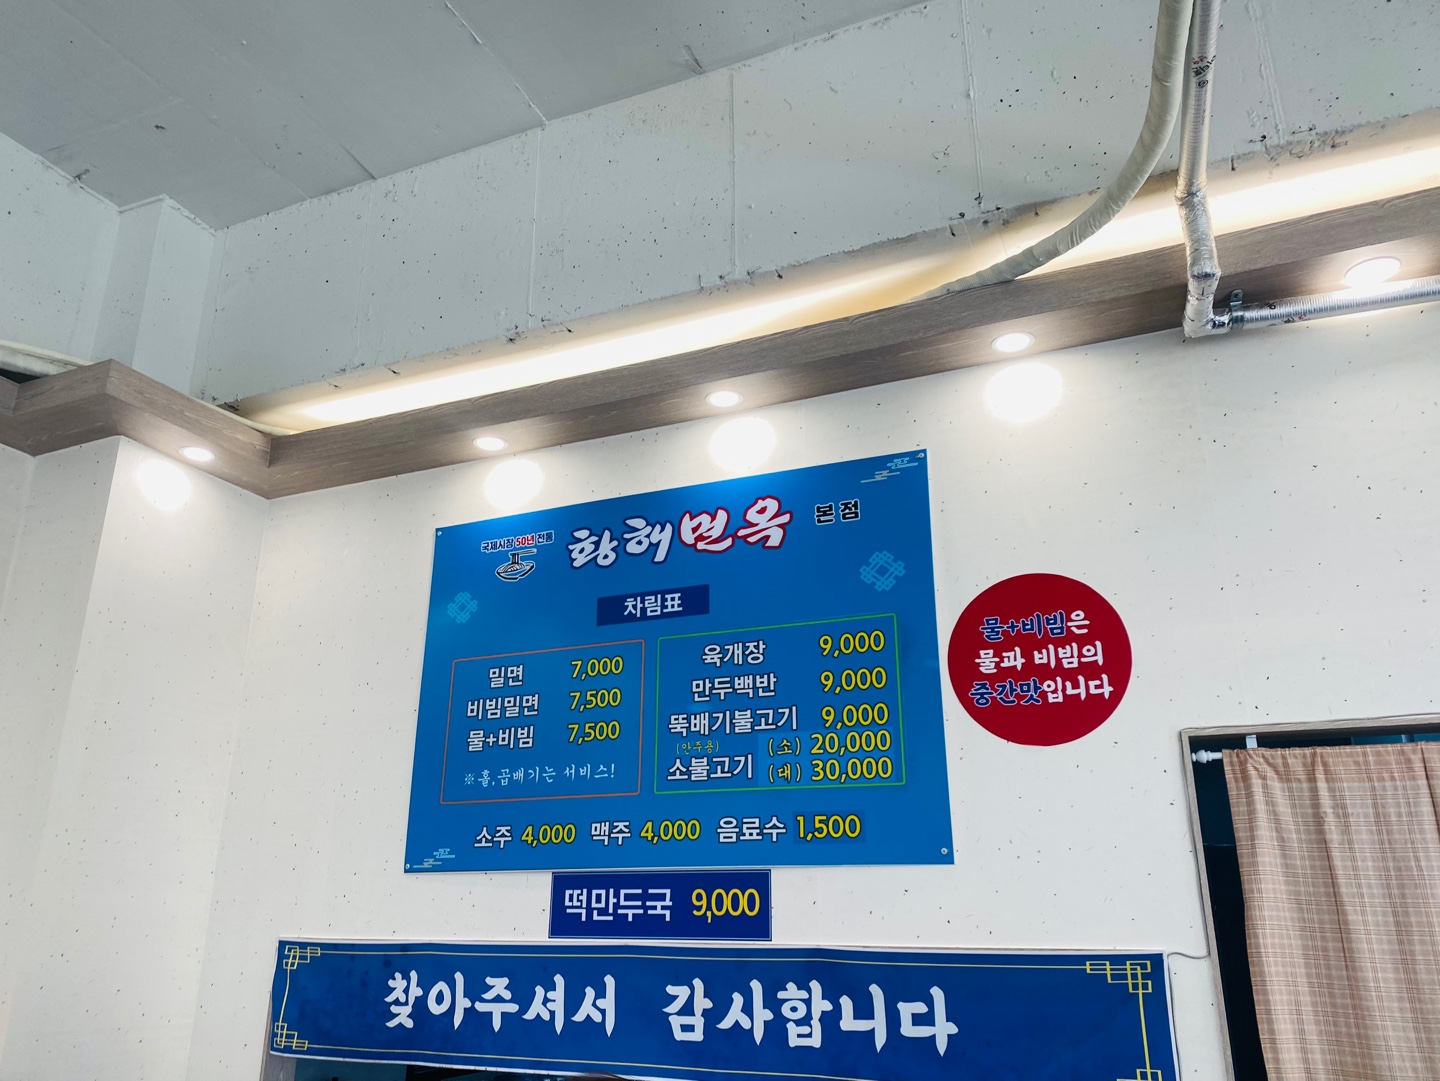 국제시장 50년 전통
황해면옥 본점
차림표
밀면 7,000
비빔밀면 7,500
물+비빔 7,500
※홀,곱배기는 서비스!
육개장 9,000
만두백반 9,000
뚝배기불고기 9,000
(안주용) (소) 20,000
소불고기 (대) 30,000
소주 4,000 맥주 4,000 음료수 1,500
물+비빔은
물과 비빔의
중간맛입니다
떡만두국 9,000
찾아주셔서 감사합니다